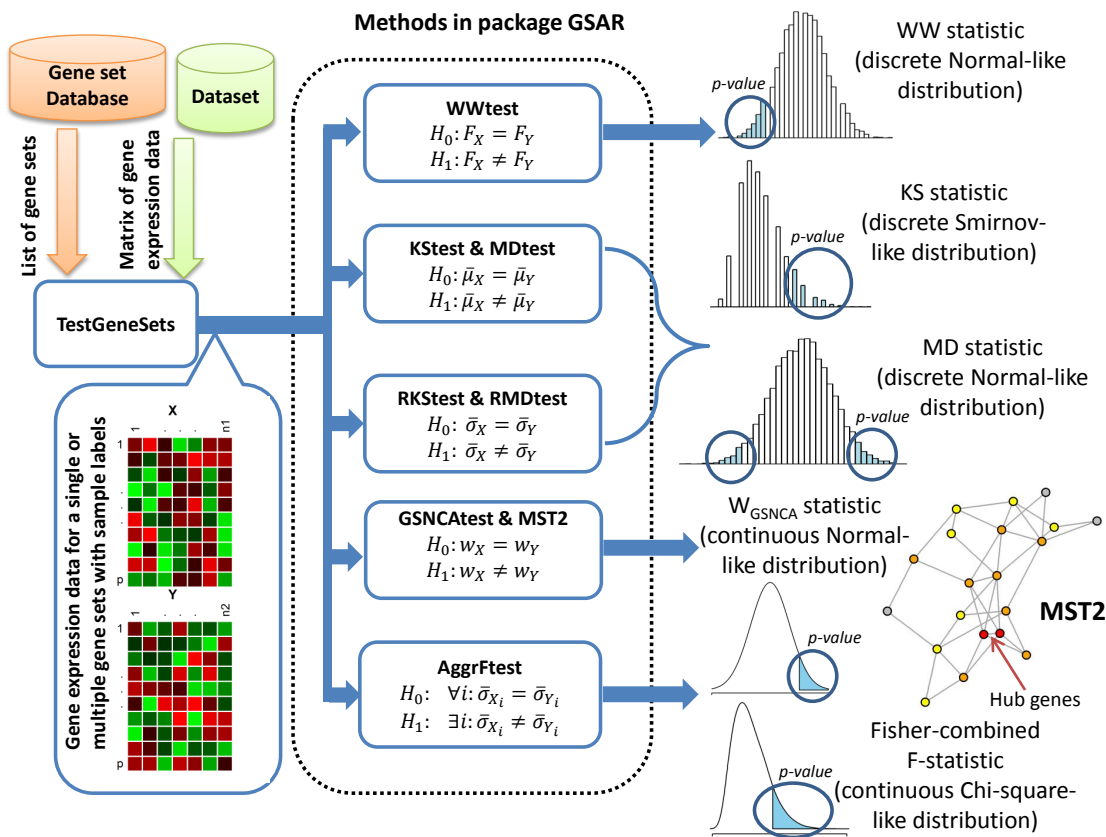 Methods in package GSAR
Gene set
Database
Dataset
List of gene sets
Matrix of gene
expression data
TestGeneSets
Gene expression data for a single or
multiple gene sets with sample labels
X
1 . . . n1
1
.
.
.
p
Y
1 . . . n2
1
.
.
.
p
WWtest
H₀: F_X = F_Y
H₁: F_X ≠ F_Y
KStest & MDtest
H₀: μ̄_X = μ̄_Y
H₁: μ̄_X ≠ μ̄_Y
RKStest & RMDtest
H₀: σ̄_X = σ̄_Y
H₁: σ̄_X ≠ σ̄_Y
GSNCAtest & MST2
H₀: w_X = w_Y
H₁: w_X ≠ w_Y
AggrFtest
H₀: ∀i: σ̄_{X_i} = σ̄_{Y_i}
H₁: ∃i: σ̄_{X_i} ≠ σ̄_{Y_i}
WW statistic
(discrete Normal-like
distribution)
p-value
KS statistic
(discrete Smirnov-
like distribution)
p-value
MD statistic
(discrete Normal-like
distribution)
p-value
p-value
W_GSNCA statistic
(continuous Normal-
like distribution)
p-value
MST2
Hub genes
Fisher-combined
F-statistic
(continuous Chi-square-
like distribution)
p-value